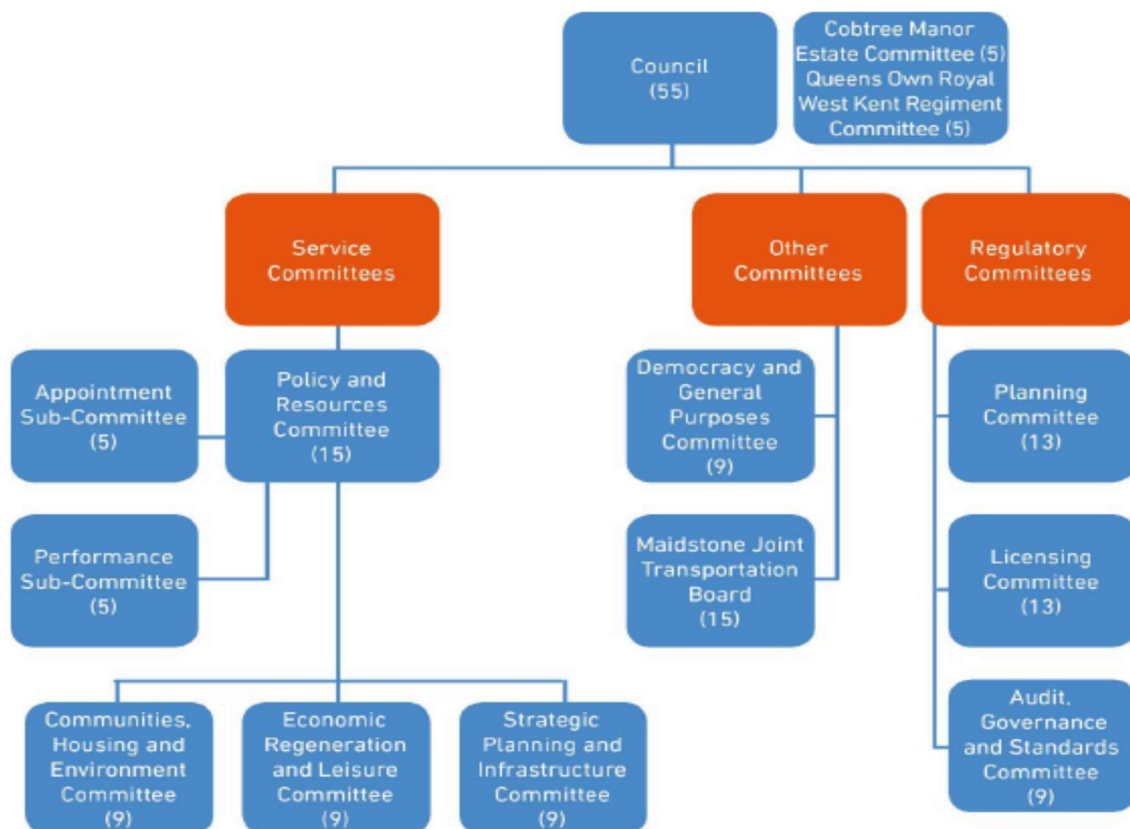 Council
(55)
Cobtree Manor
Estate Committee (5)
Queens Own Royal
West Kent Regiment
Committee (5)
Service
Committees
Other
Committees
Regulatory
Committees
Appointment
Sub-Committee
(5)
Policy and
Resources
Committee
(15)
Democracy and
General
Purposes
Committee
(9)
Planning
Committee
(13)
Performance
Sub-Committee
(5)
Maidstone Joint
Transportation
Board
(15)
Licensing
Committee
(13)
Communities,
Housing and
Environment
Committee
(9)
Economic
Regeneration
and Leisure
Committee
(9)
Strategic
Planning and
Infrastructure
Committee
(9)
Audit,
Governance
and Standards
Committee
(9)